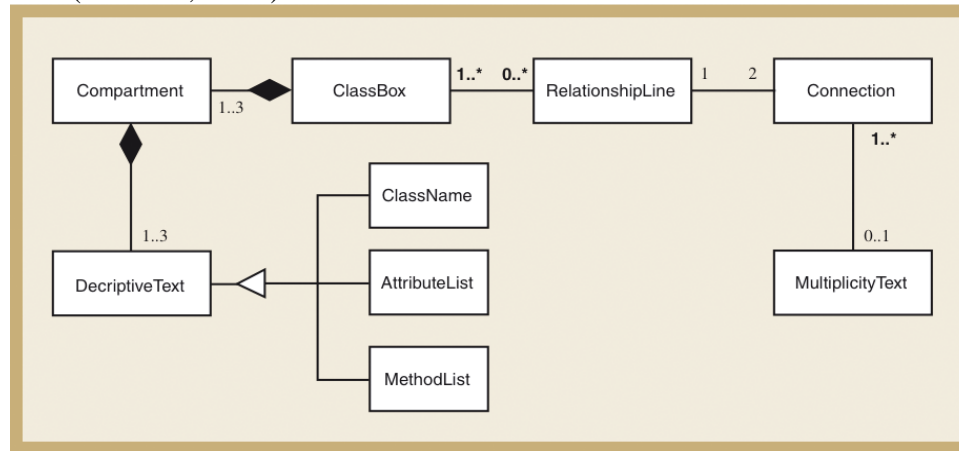 Compartment
1..3
ClassBox
1..*
0..*
RelationshipLine
1
2
Connection
1..*
ClassName
1..3
0..1
DecriptiveText
AttributeList
MultiplicityText
MethodList